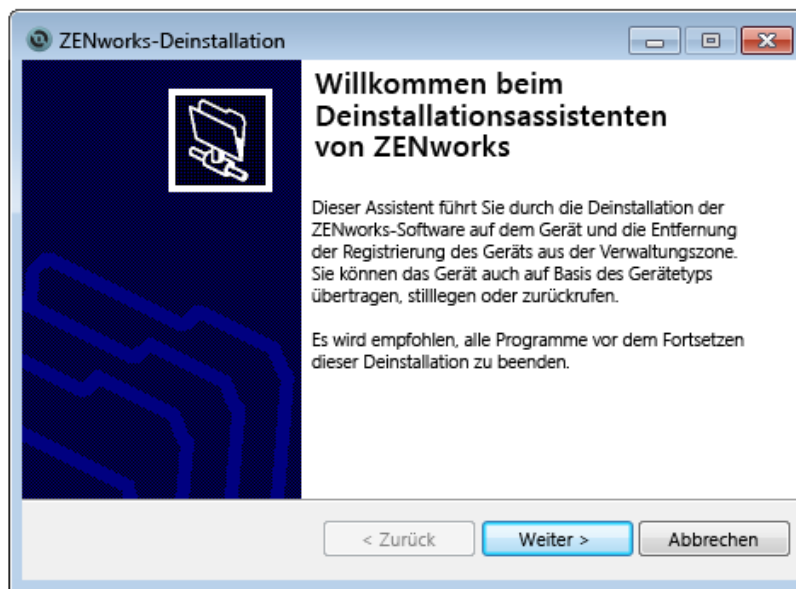 ZENworks-Deinstallation
Willkommen beim
Deinstallationsassistenten
von ZENworks
Dieser Assistent führt Sie durch die Deinstallation der
ZENworks-Software auf dem Gerät und die Entfernung
der Registrierung des Geräts aus der Verwaltungszone.
Sie können das Gerät auch auf Basis des Gerätetyps
übertragen, stilllegen oder zurückrufen.
Es wird empfohlen, alle Programme vor dem Fortsetzen
dieser Deinstallation zu beenden.
< Zurück Weiter > Abbrechen